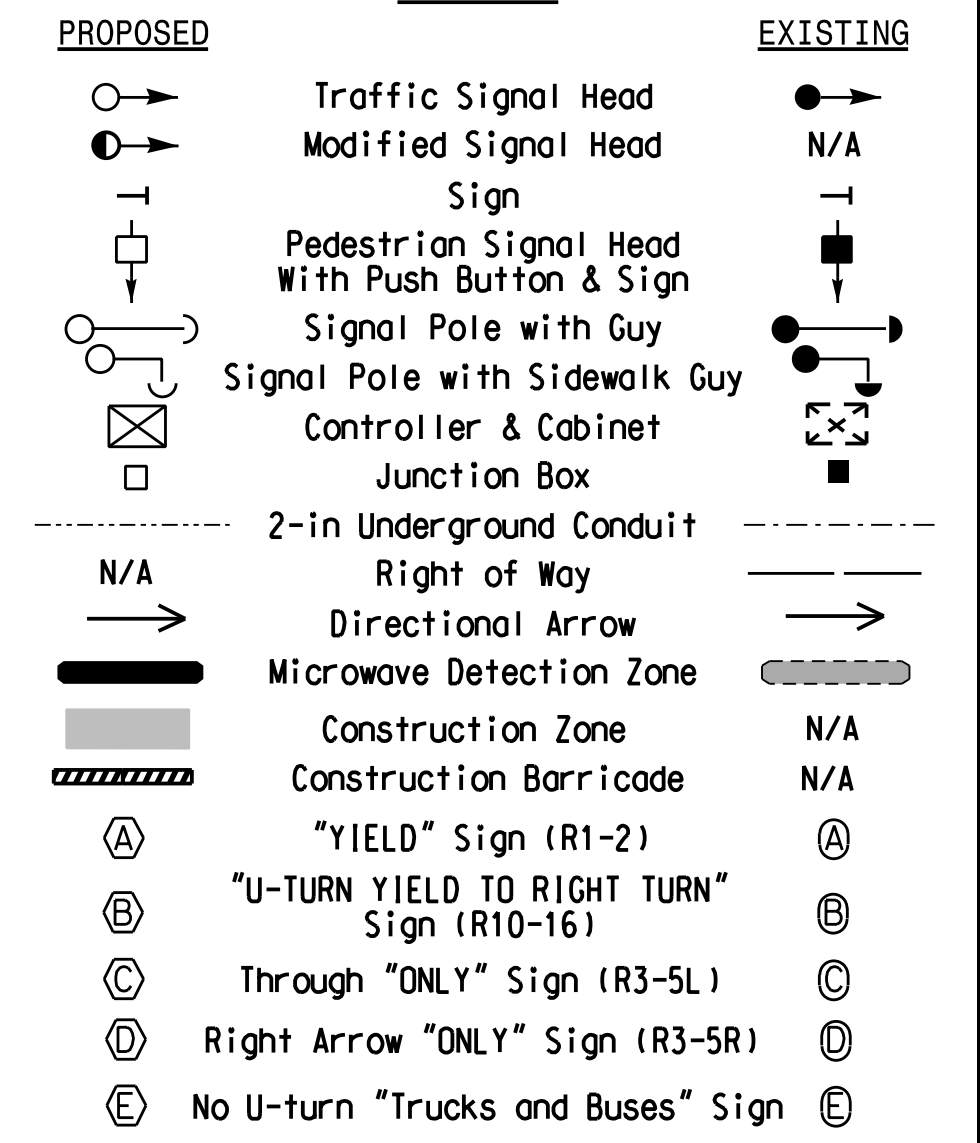 PROPOSED EXISTING
Traffic Signal Head
Modified Signal Head N/A
Sign
Pedestrian Signal Head
With Push Button & Sign
Signal Pole with Guy
Signal Pole with Sidewalk Guy
Controller & Cabinet
Junction Box
2-in Underground Conduit
N/A Right of Way
Directional Arrow
Microwave Detection Zone
Construction Zone N/A
Construction Barricade N/A
A "YIELD" Sign (R1-2) A
"U-TURN YIELD TO RIGHT TURN"
B Sign (R10-16) B
C Through "ONLY" Sign (R3-5L) C
D Right Arrow "ONLY" Sign (R3-5R) D
E No U-turn "Trucks and Buses" Sign E